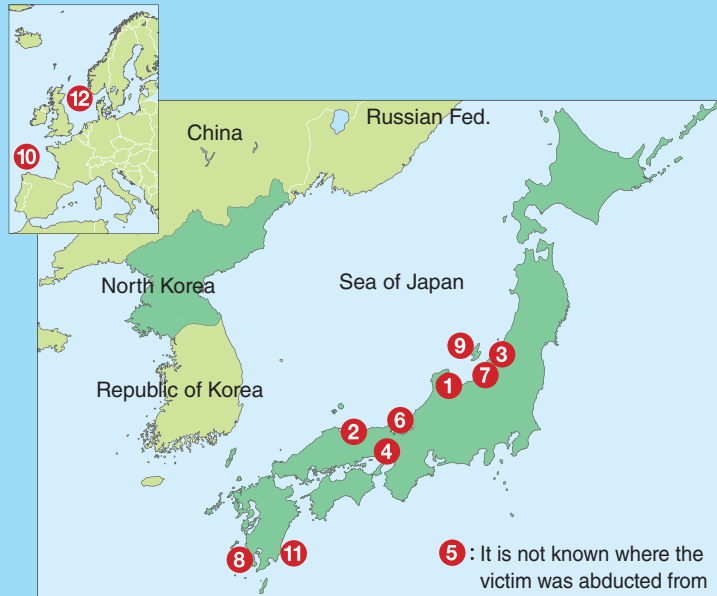 12
10
China
Russian Fed.
North Korea
Sea of Japan
Republic of Korea
9
3
7
1
6
2
4
8
11
5 : It is not known where the
victim was abducted from